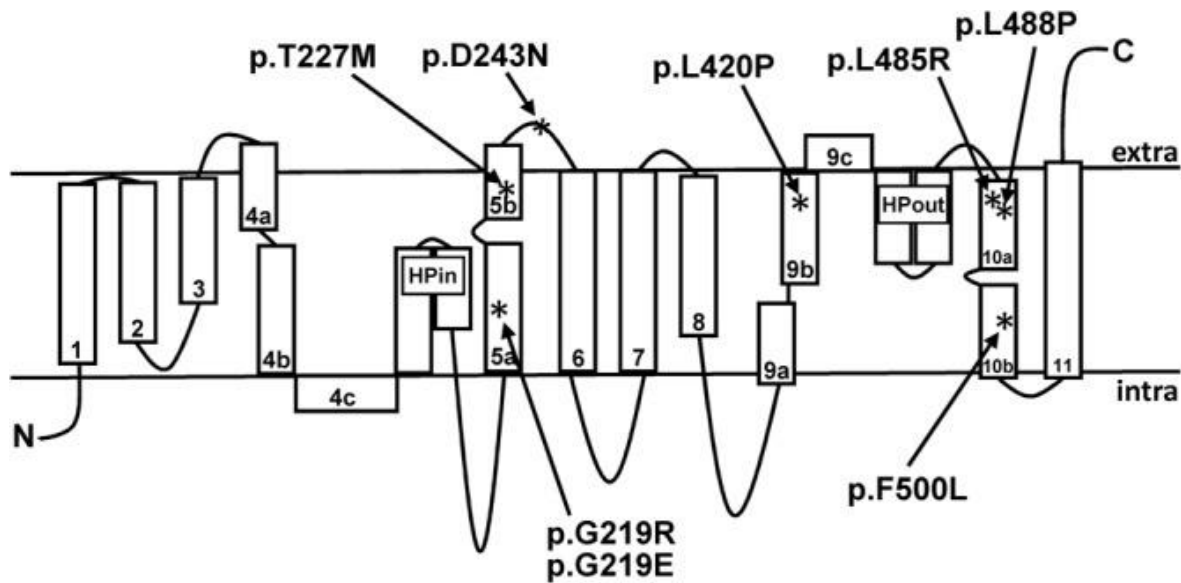 p.L488P
p.T227M
p.D243N
p.L420P
p.L485R
C
extra
9c
5b
4a
HPout
HPin
9b
10a
3
8
2
1
4b
5a
6
7
9a
10b
11
4c
intra
N
p.F500L
p.G219R
p.G219E